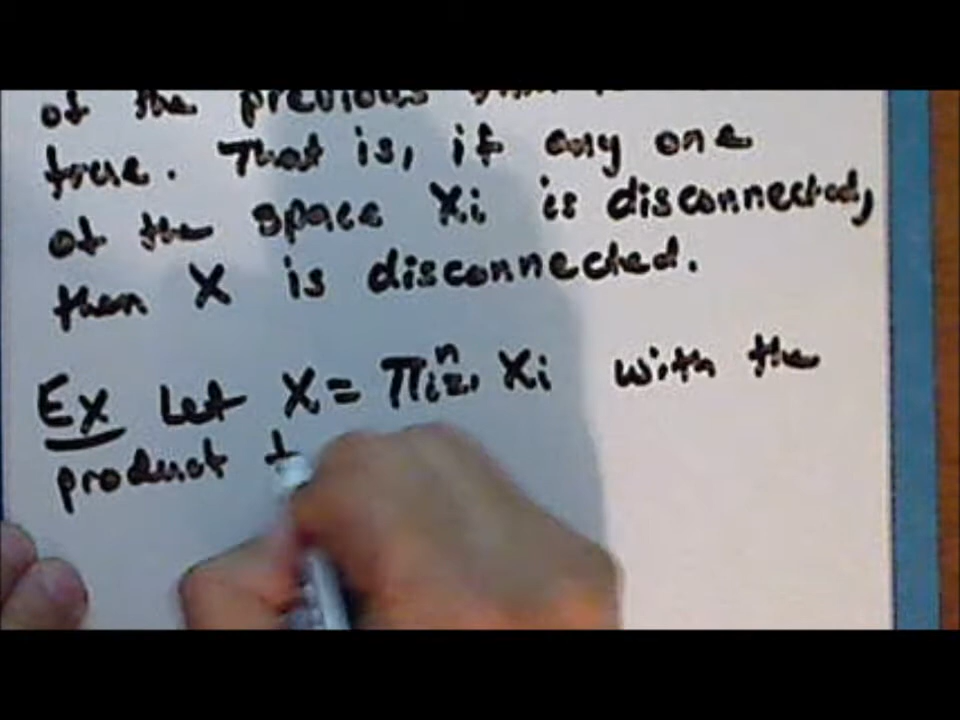 of the previous
true. That is, if any one
of the space Xi is disconnected,
then X is disconnected.
Ex Let X = πⁿᵢ₌₁ Xi with the
product t